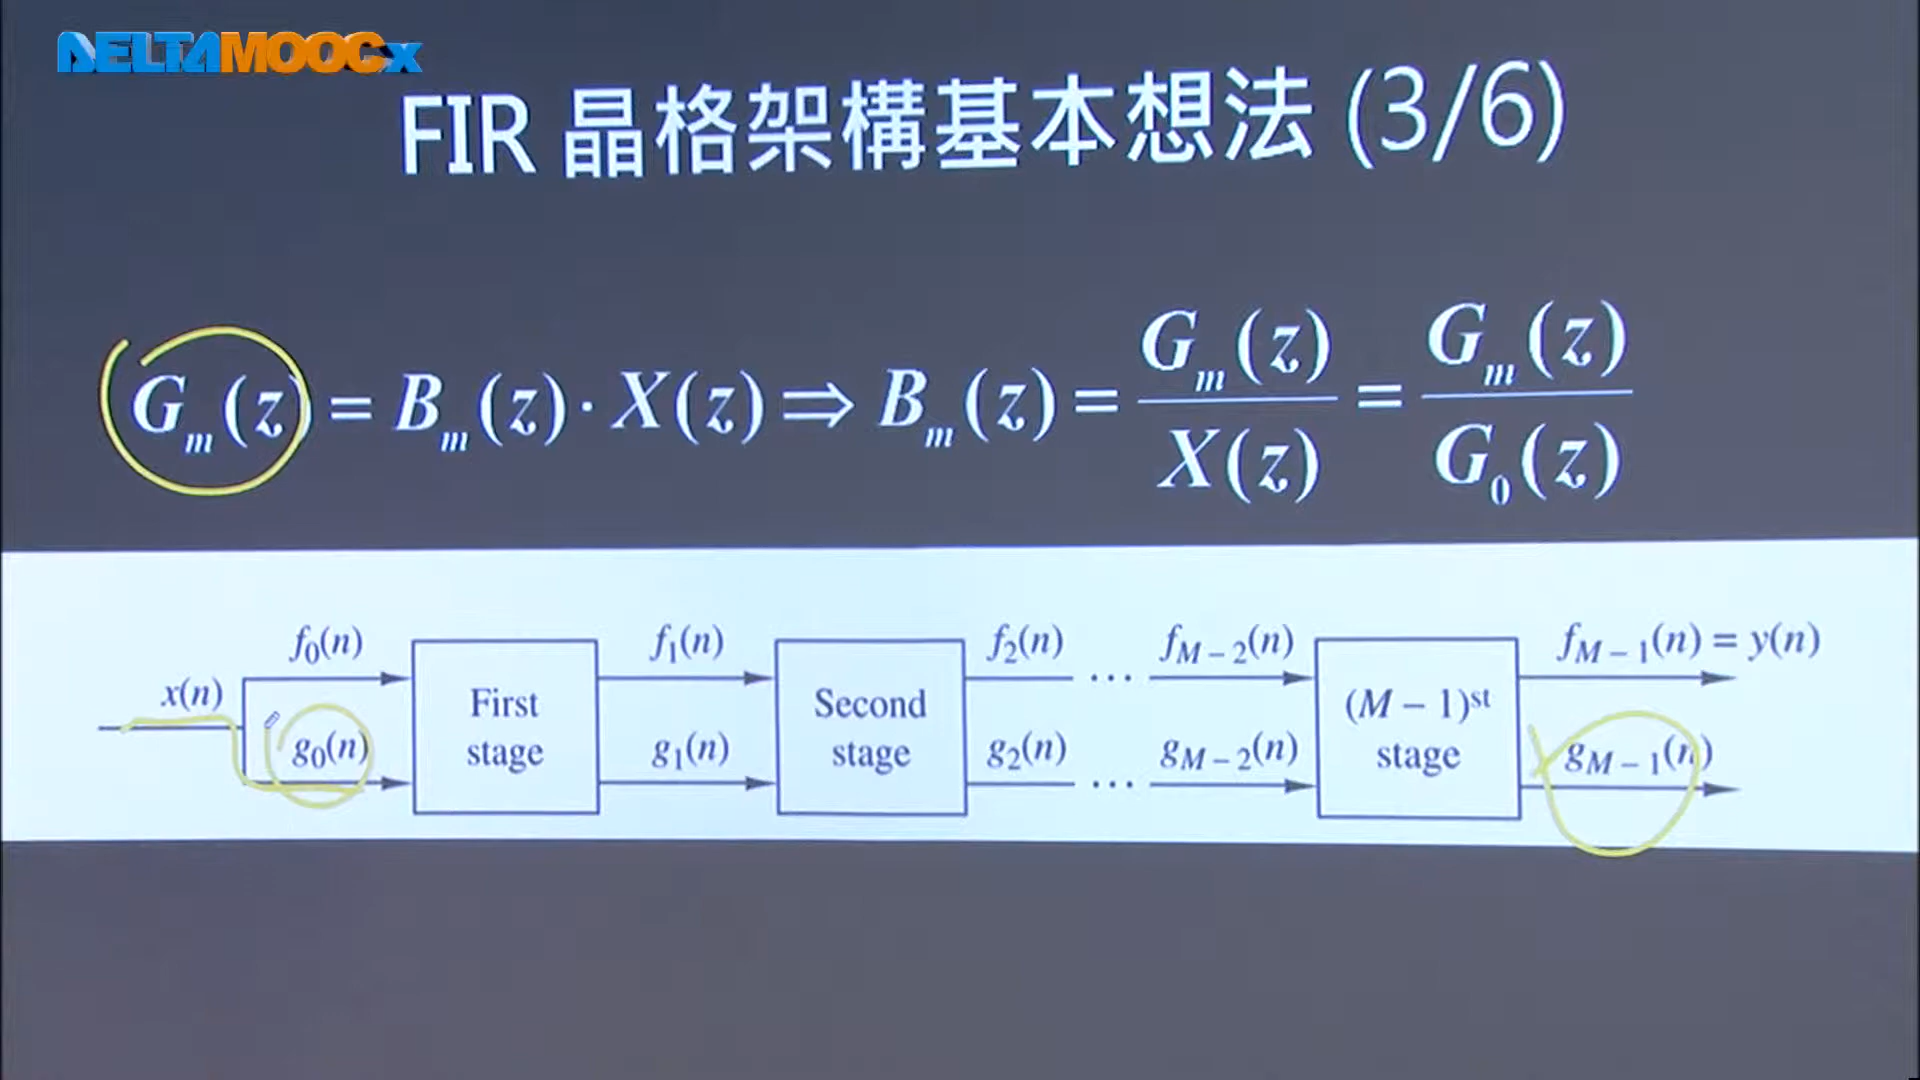 DELTAMOOCx
FIR 晶格架構基本想法 (3/6)
G_m(z) = B_m(z)·X(z) ⇒ B_m(z) = G_m(z)/X(z) = G_m(z)/G_0(z)
x(n)
f_0(n)
g_0(n)
First
stage
f_1(n)
g_1(n)
Second
stage
f_2(n)
g_2(n)
···
···
f_{M-2}(n)
g_{M-2}(n)
(M – 1)^{st}
stage
f_{M-1}(n) = y(n)
g_{M-1}(n)